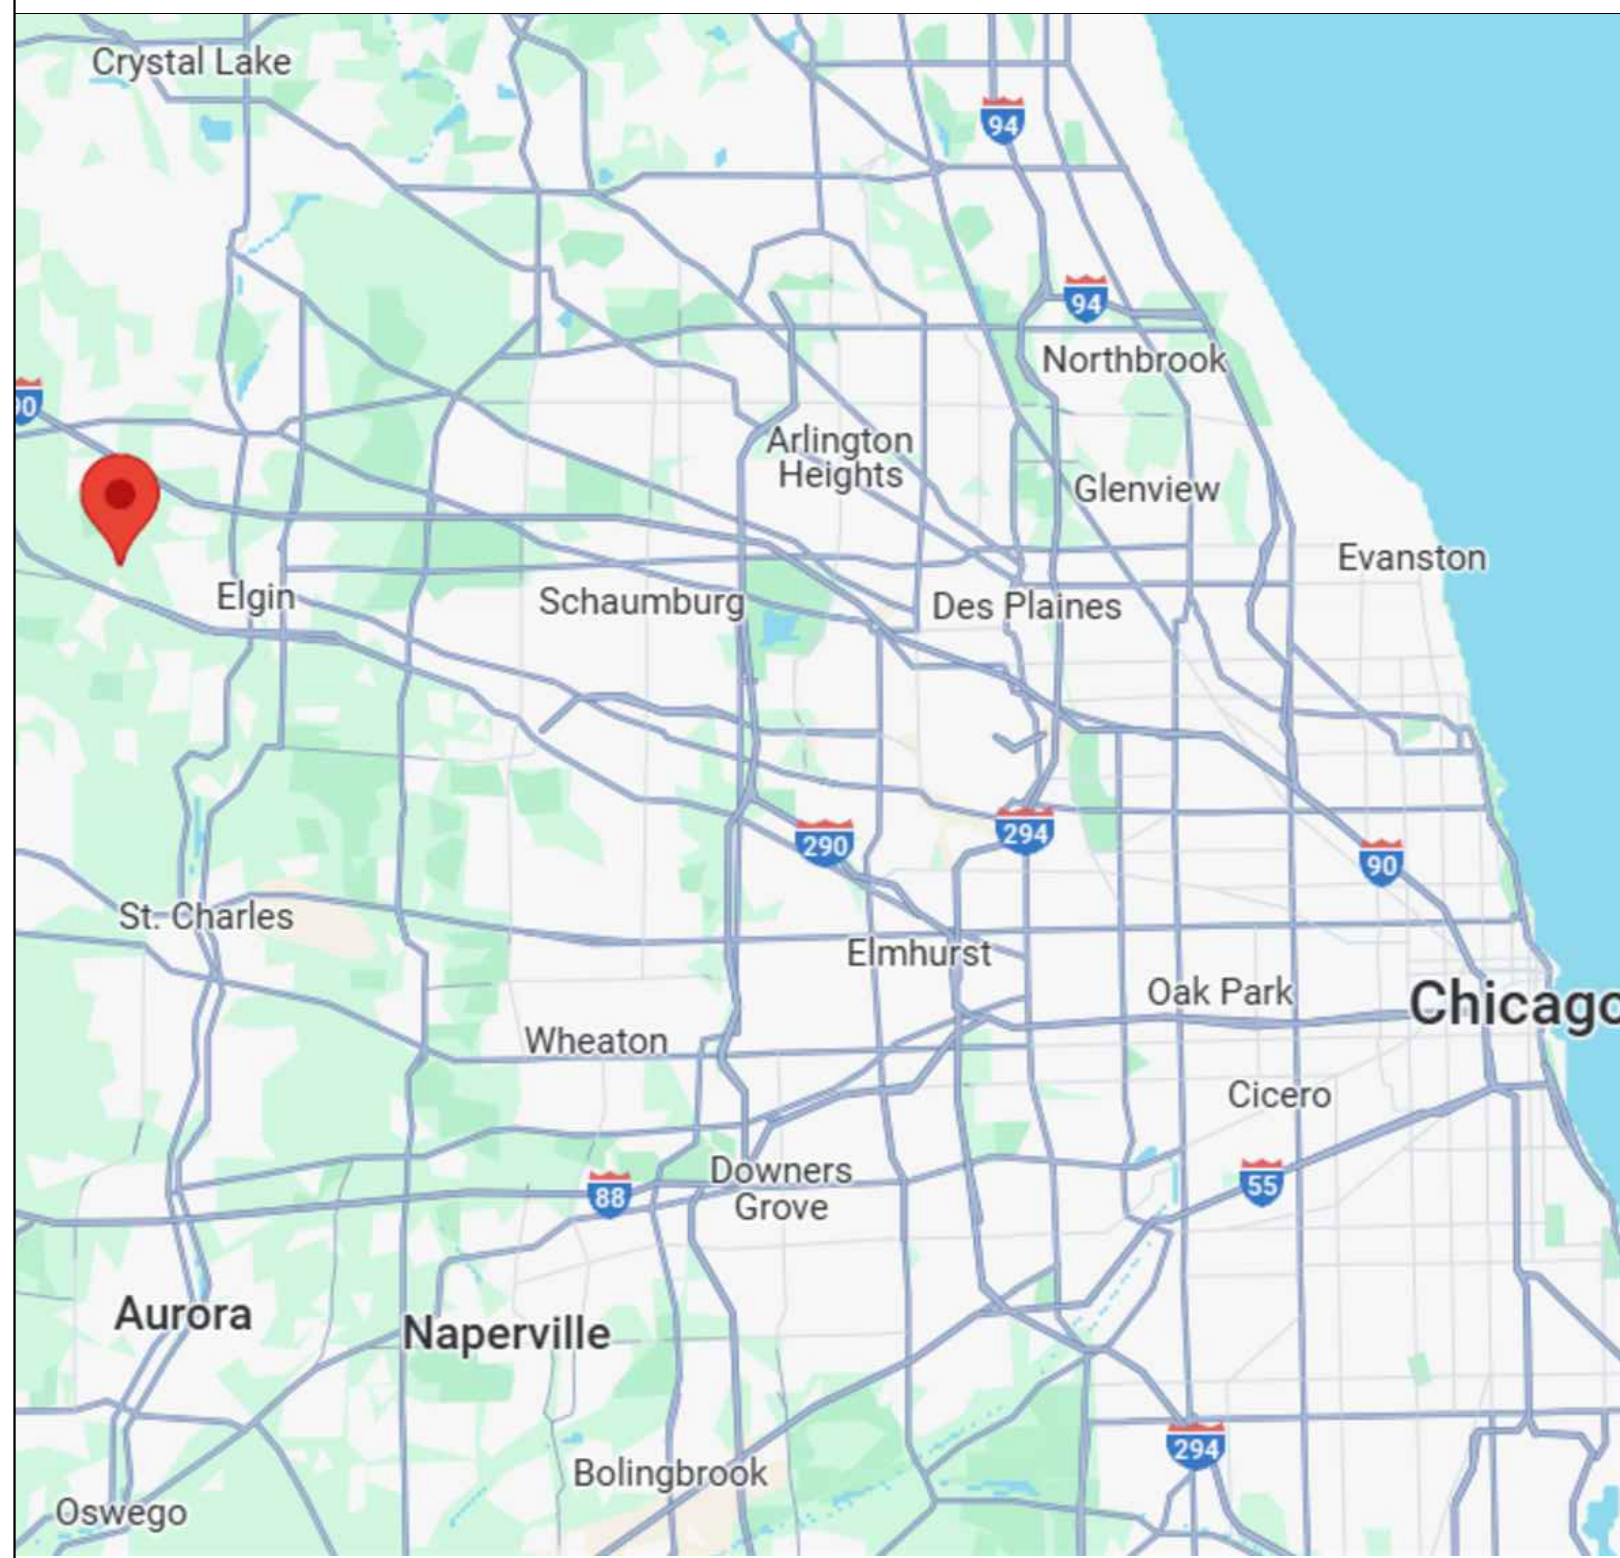 Crystal Lake
94
94
Northbrook
90
Arlington
Heights
Glenview
Evanston
Elgin
Schaumburg
Des Plaines
290
294
90
St. Charles
Elmhurst
Oak Park
Chicago
Wheaton
Cicero
Downers
Grove
88
55
Aurora
Naperville
294
Bolingbrook
Oswego